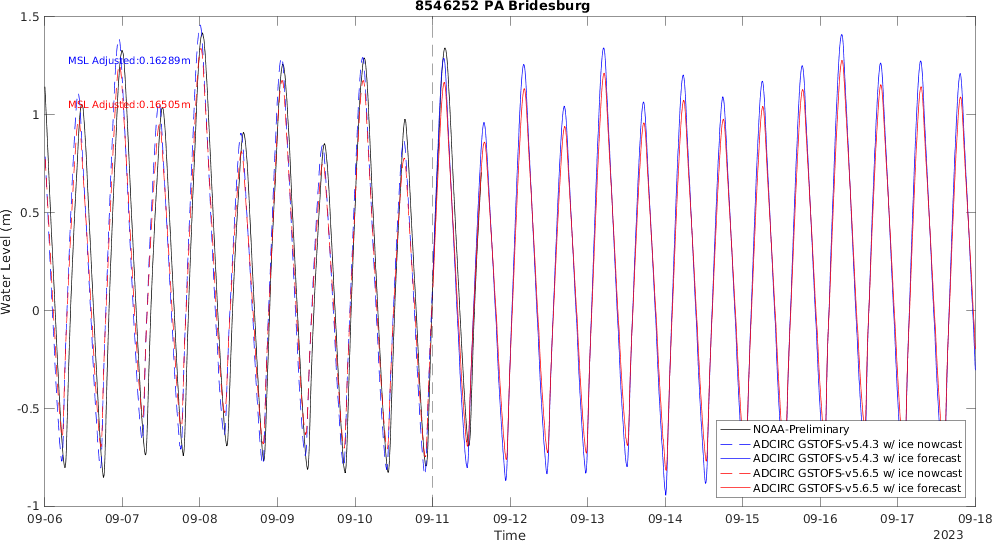 8546252 PA Bridesburg
1.5
1
0.5
0
-0.5
-1
Water Level (m)
MSL Adjusted:0.16289m
MSL Adjusted:0.16505m
NOAA-Preliminary
ADCIRC GSTOFS-v5.4.3 w/ ice nowcast
ADCIRC GSTOFS-v5.4.3 w/ ice forecast
ADCIRC GSTOFS-v5.6.5 w/ ice nowcast
ADCIRC GSTOFS-v5.6.5 w/ ice forecast
09-06 09-07 09-08 09-09 09-10 09-11 09-12 09-13 09-14 09-15 09-16 09-17 09-18
Time
2023